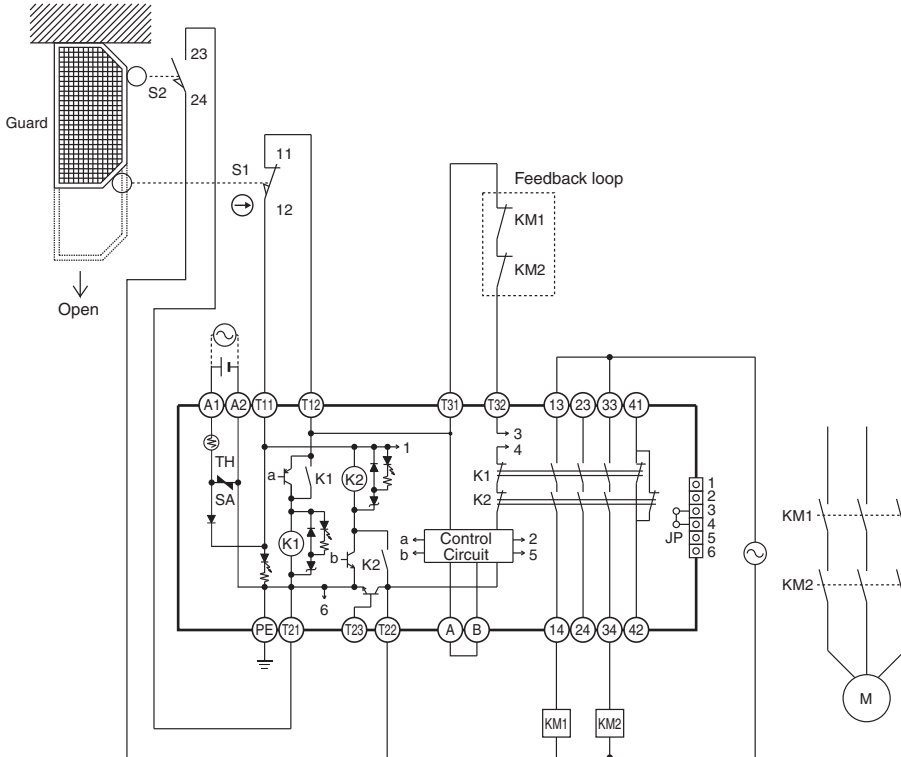 23
S2
24
Guard
S1
11
12
Open
Feedback loop
KM1
KM2
A1 A2 T11 T12 T31 T32 13 23 33 41
TH
SA
a
K1
K2
1
3
4
K1
K2
K1
b
K2
6
a
b
Control
Circuit
2
5
JP
1
2
3
4
5
6
PE T21 T23 T22 A B 14 24 34 42
KM1
KM2
KM1 KM2
M